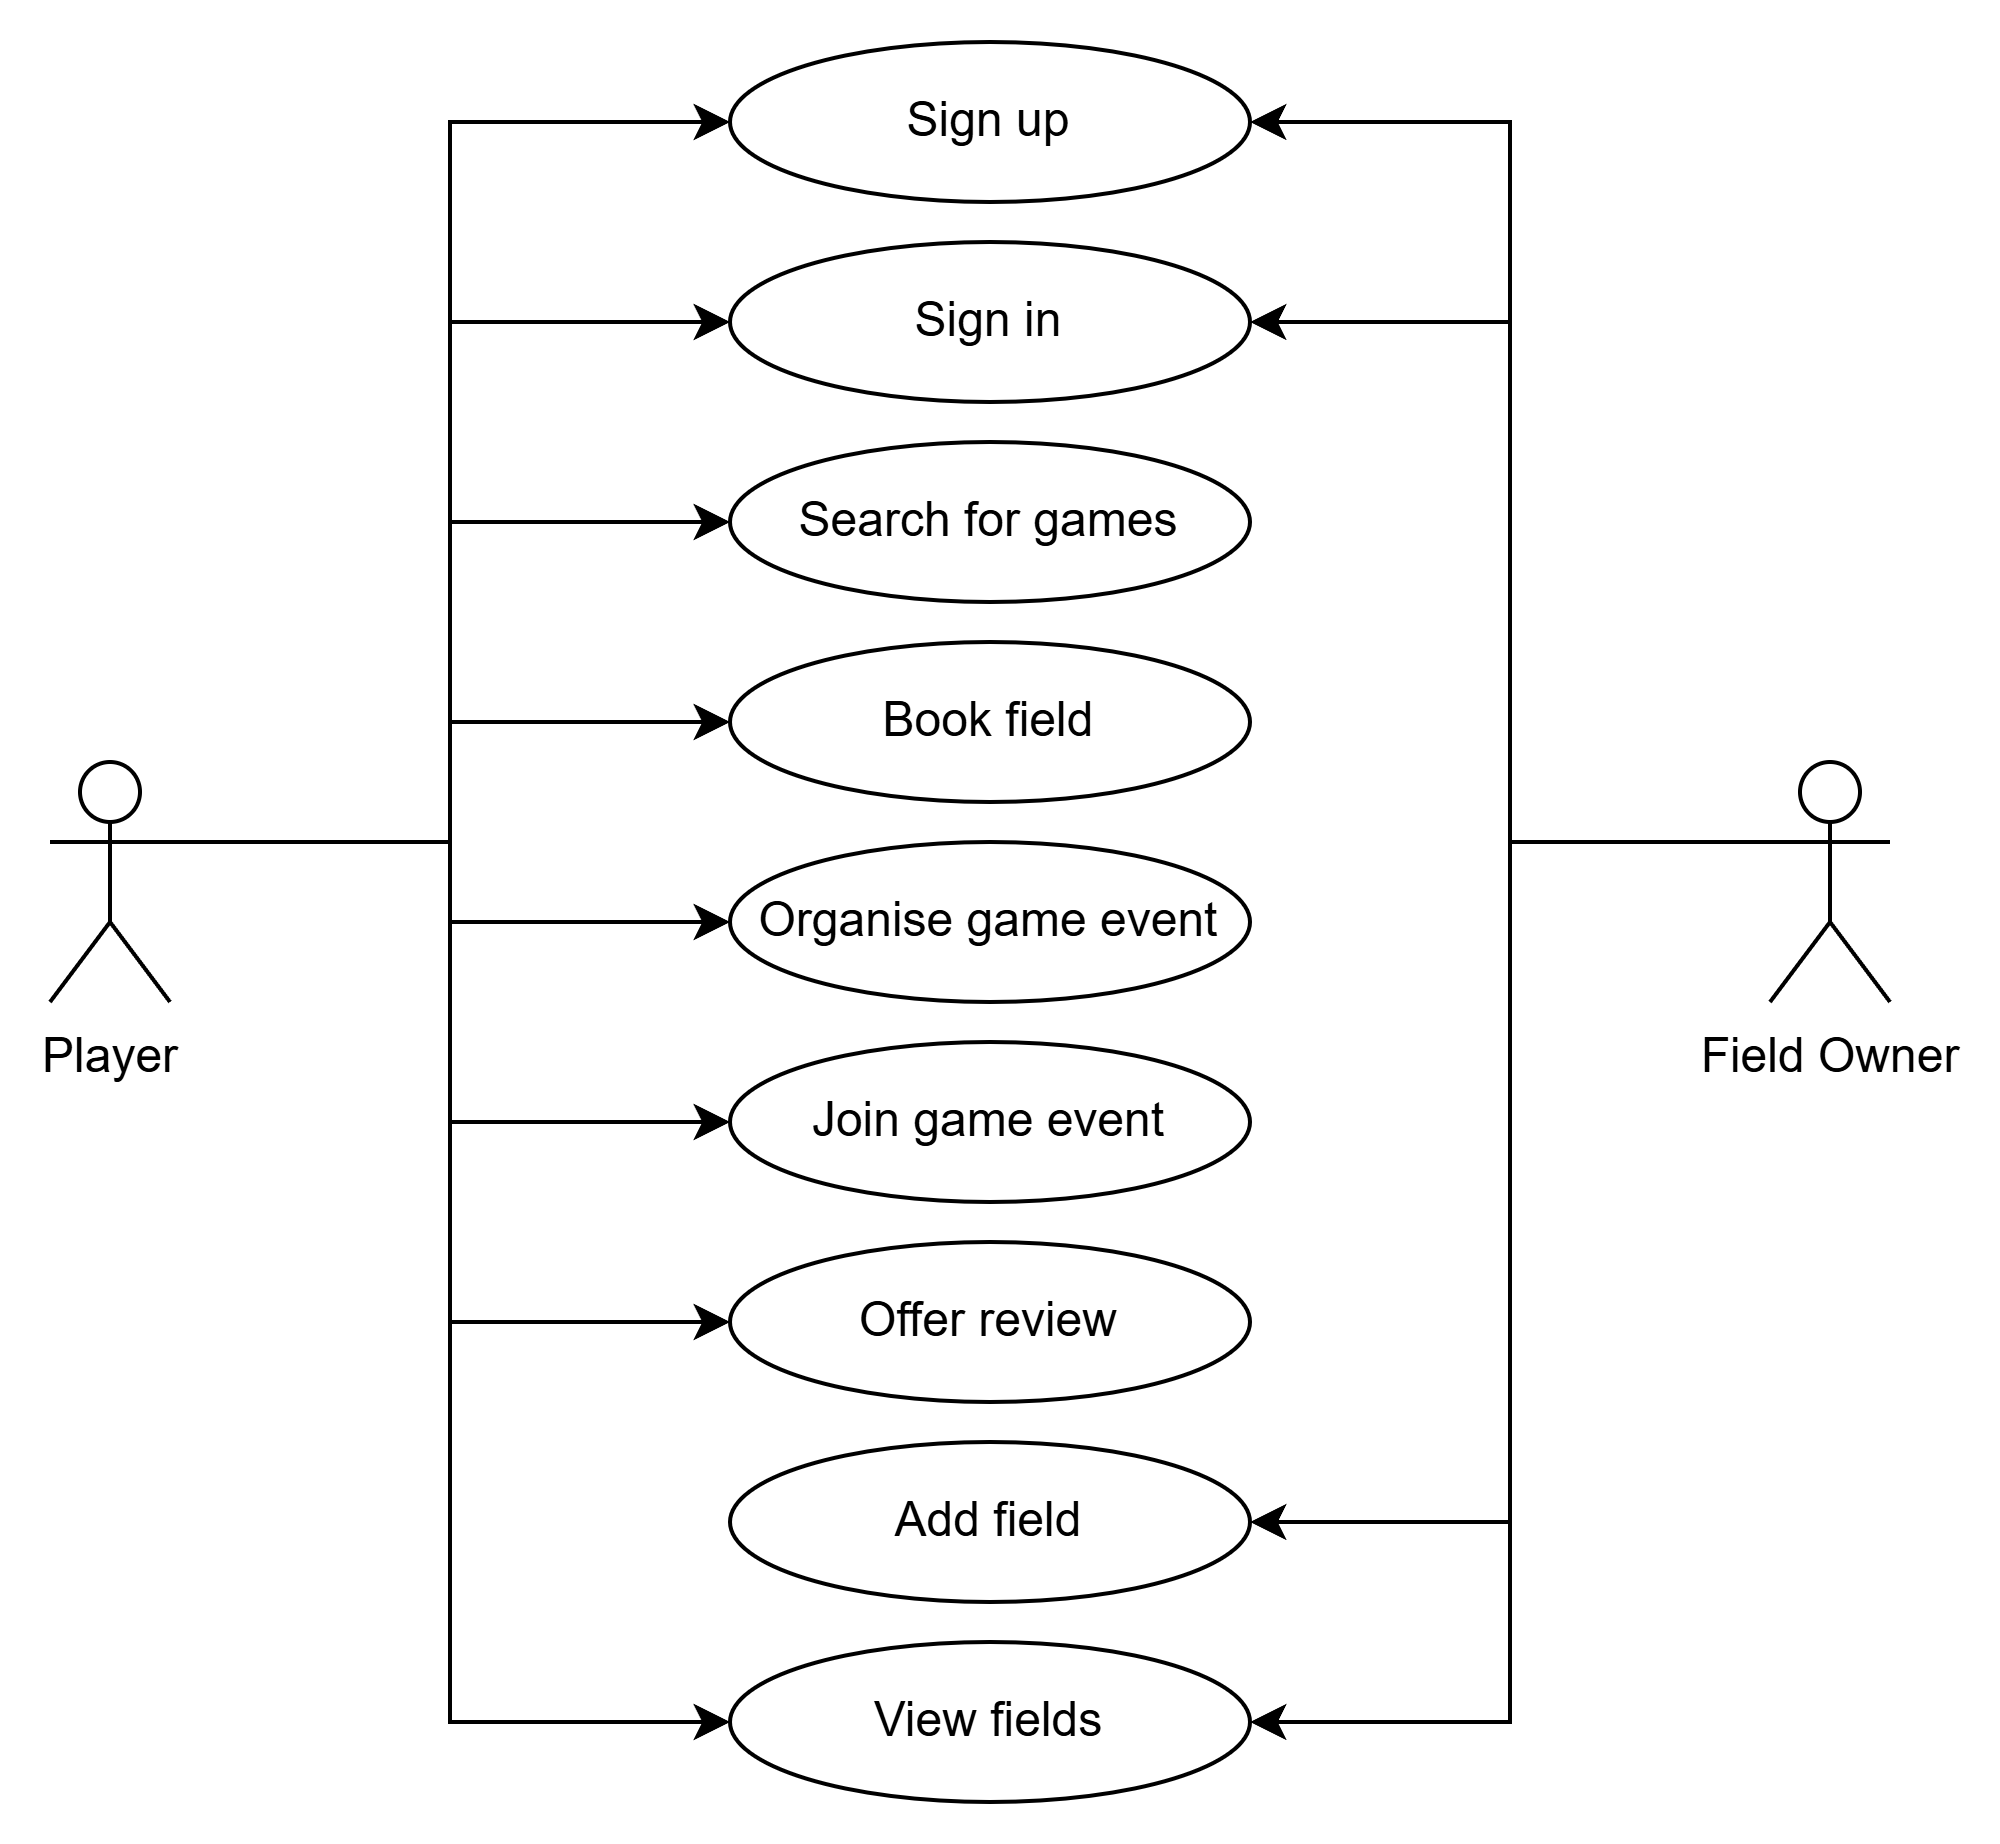 Sign up
Sign in
Search for games
Book field
Organise game event
Player
Field Owner
Join game event
Offer review
Add field
View fields